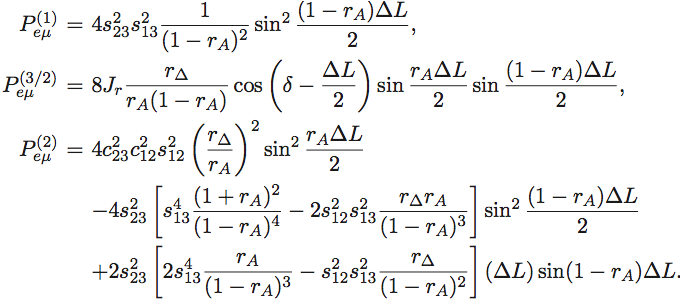 P_{eμ}^{(1)} = 4s_{23}^2 s_{13}^2 \frac{1}{(1 - r_A)^2} \sin^2 \frac{(1 - r_A)ΔL}{2},
P_{eμ}^{(3/2)} = 8J_r \frac{r_Δ}{r_A(1 - r_A)} \cos \left( δ - \frac{ΔL}{2} \right) \sin \frac{r_A ΔL}{2} \sin \frac{(1 - r_A)ΔL}{2},
P_{eμ}^{(2)} = 4c_{23}^2 c_{12}^2 s_{12}^2 \left( \frac{r_Δ}{r_A} \right)^2 \sin^2 \frac{r_A ΔL}{2}
-4s_{23}^2 \left[ s_{13}^4 \frac{(1 + r_A)^2}{(1 - r_A)^4} - 2s_{12}^2 s_{13}^2 \frac{r_Δ r_A}{(1 - r_A)^3} \right] \sin^2 \frac{(1 - r_A)ΔL}{2}
+2s_{23}^2 \left[ 2s_{13}^4 \frac{r_A}{(1 - r_A)^3} - s_{12}^2 s_{13}^2 \frac{r_Δ}{(1 - r_A)^2} \right] (ΔL) \sin(1 - r_A)ΔL.